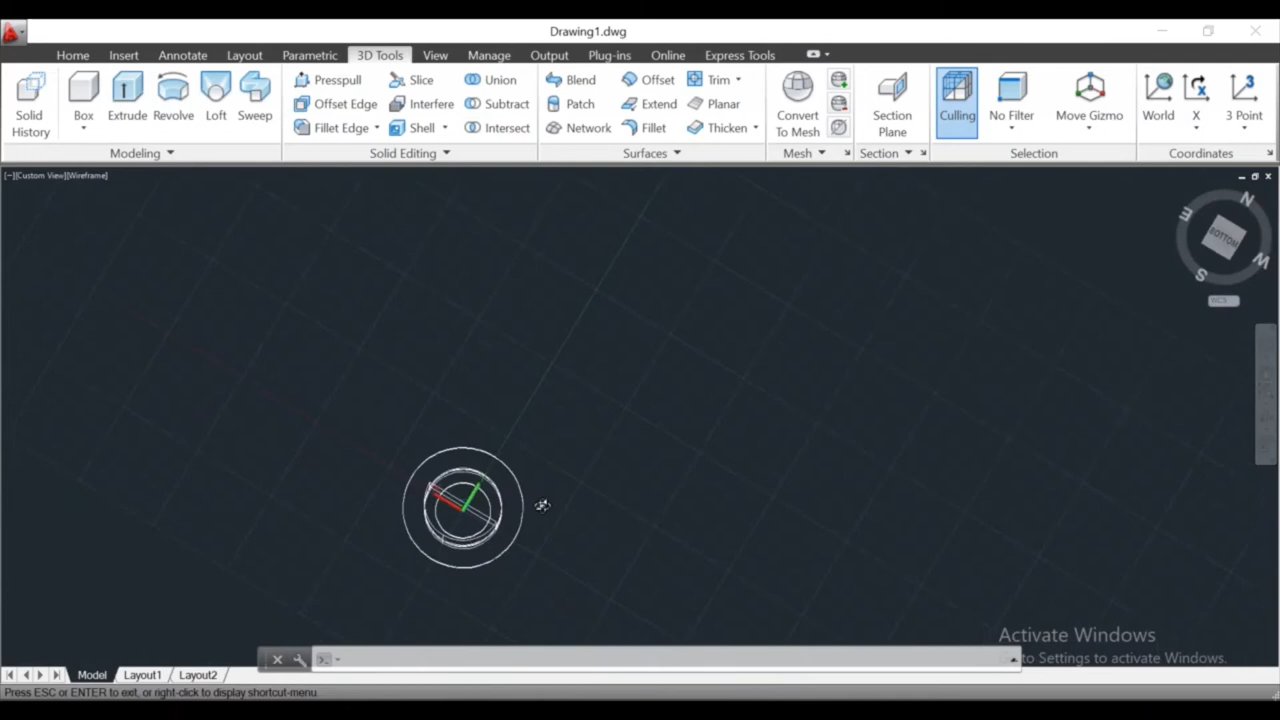 Drawing1.dwg
Home Insert Annotate Layout Parametric 3D Tools View Manage Output Plug-ins Online Express Tools
Presspull Slice Union Blend Offset Trim
Offset Edge Interfere Subtract Patch Extend Planar
Fillet Edge Shell Intersect Network Fillet Thicken
Solid History
Box
Extrude
Revolve
Loft
Sweep
Convert To Mesh
Section Plane
Culling
No Filter
Move Gizmo
World
X
3 Point
Modeling Solid Editing Surfaces Mesh Section Selection Coordinates
[−][Custom View][Wireframe]
N
E
BOTTOM
W
S
WCS
Activate Windows
to Settings to activate Windows.
Model Layout1 Layout2
Press ESC or ENTER to exit, or right-click to display shortcut-menu.